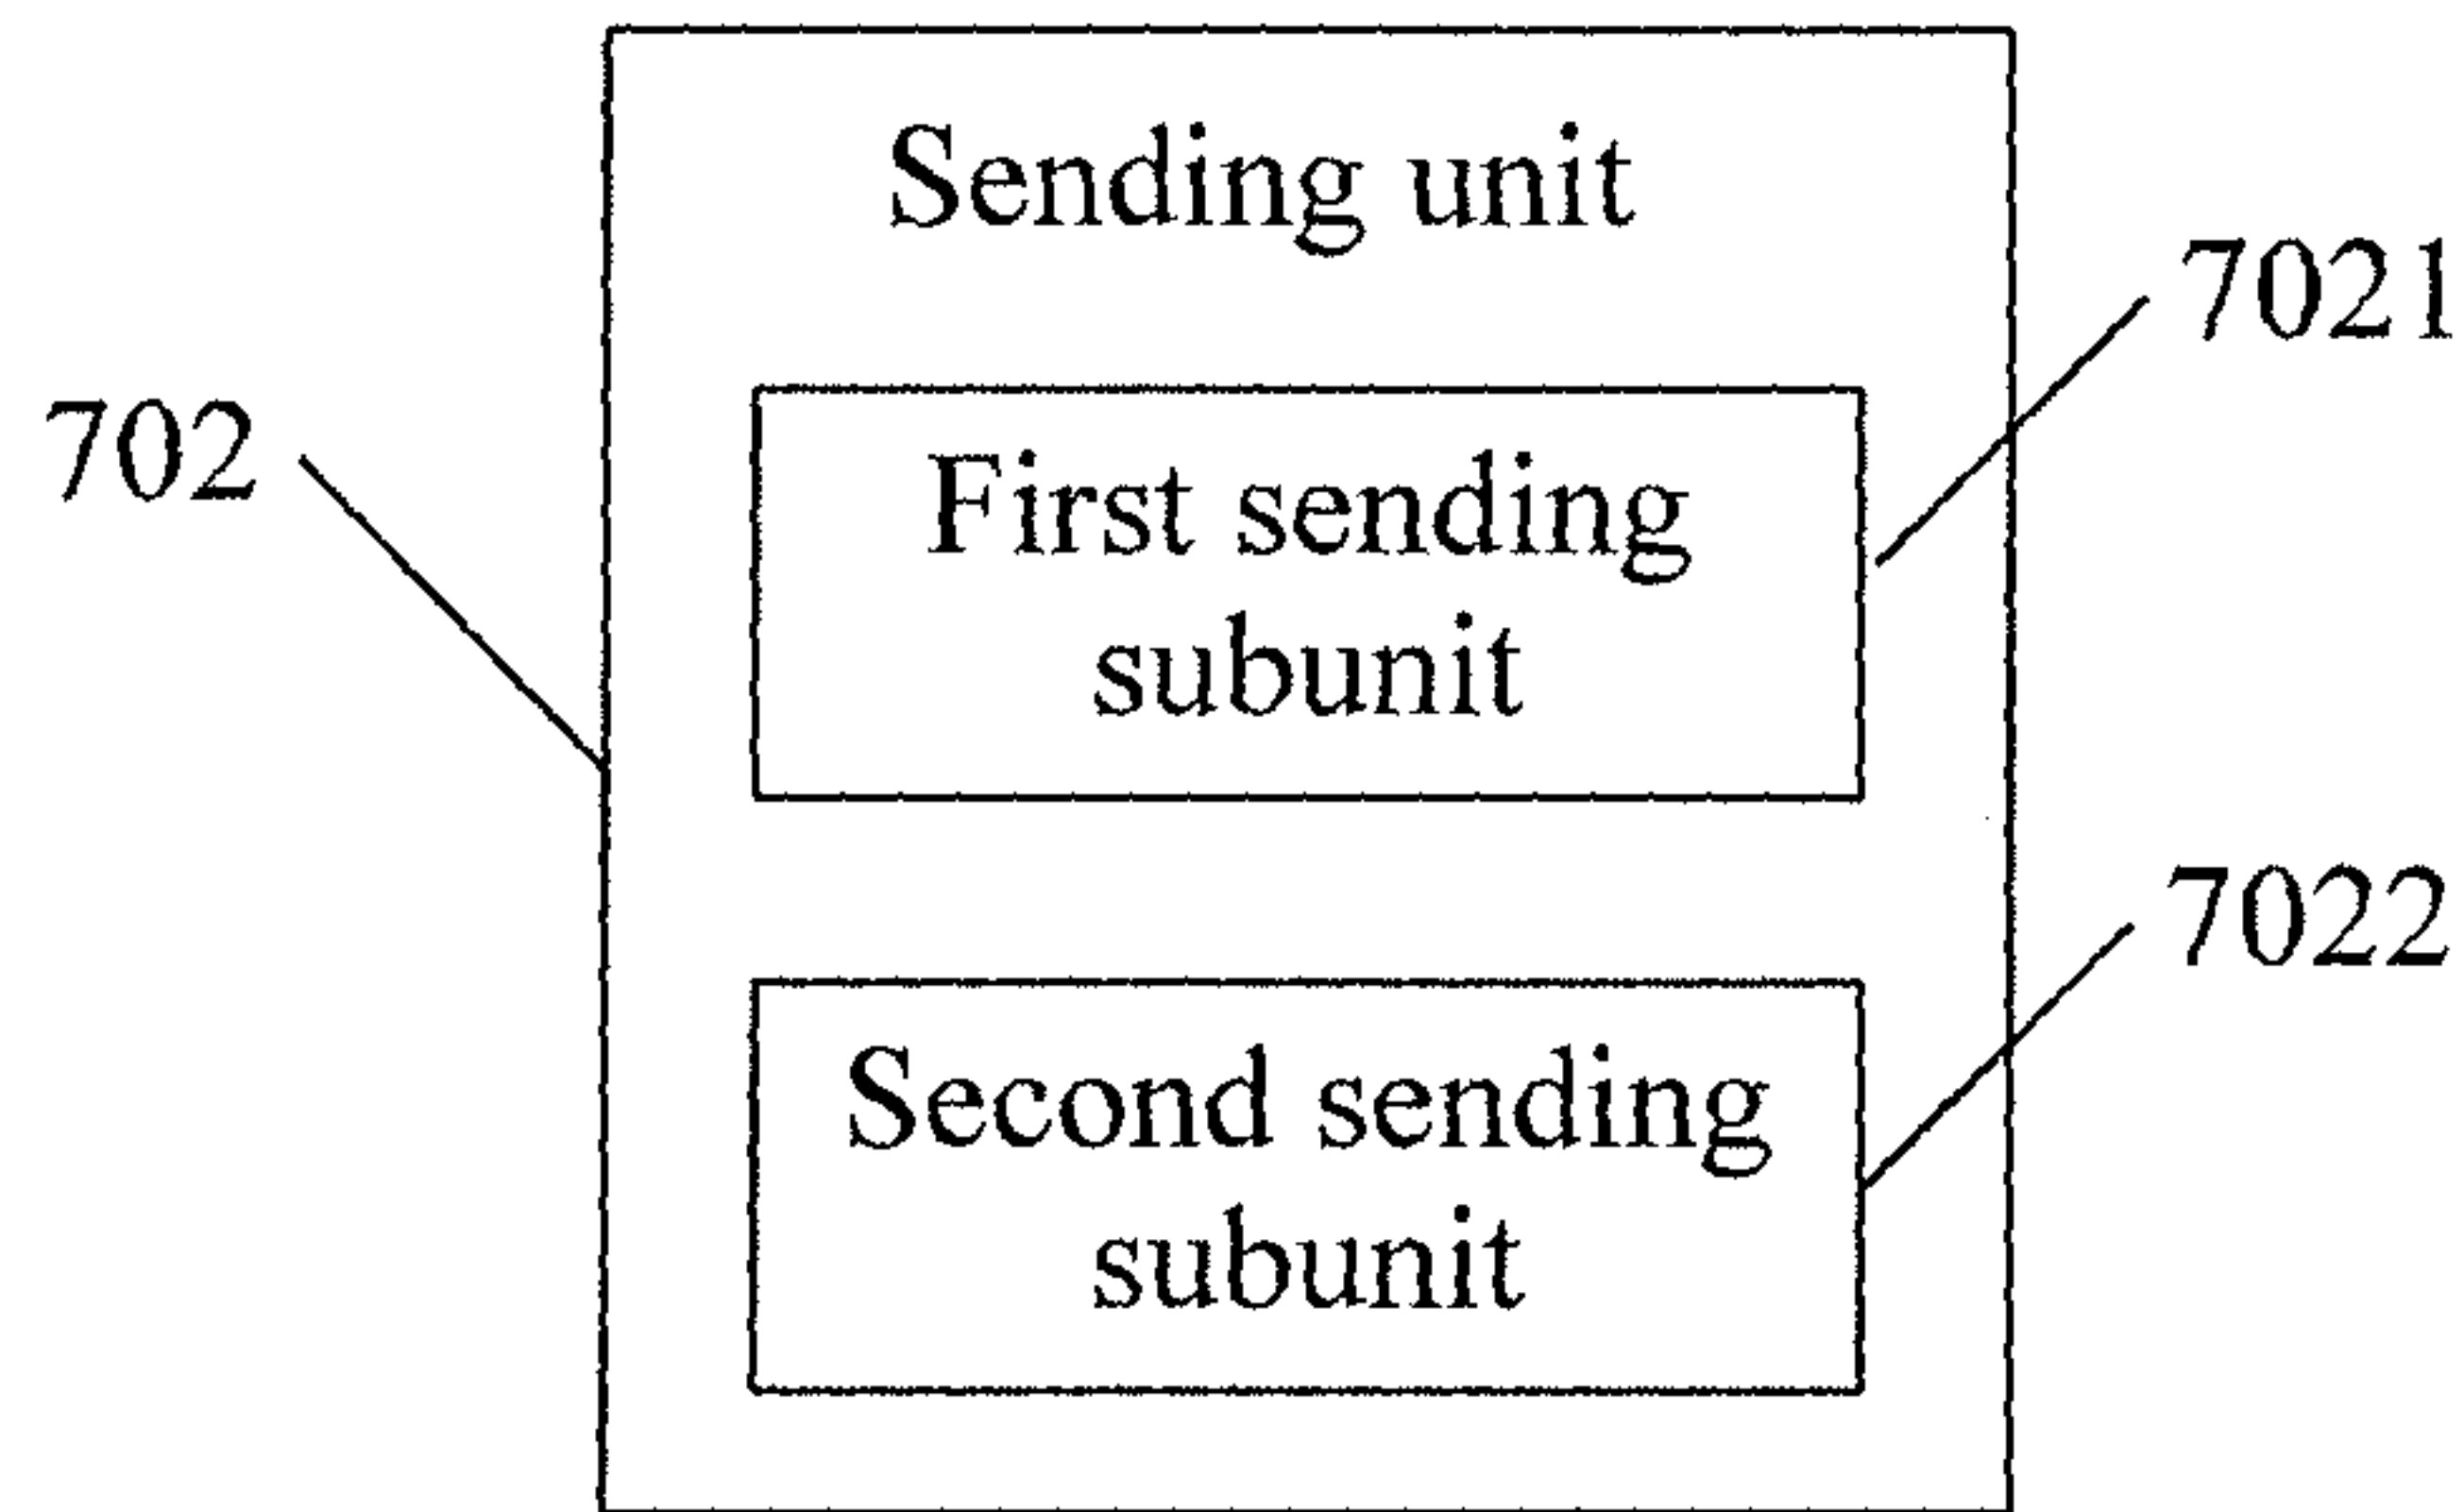 Sending unit
7021
702
First sending
subunit
7022
Second sending
subunit